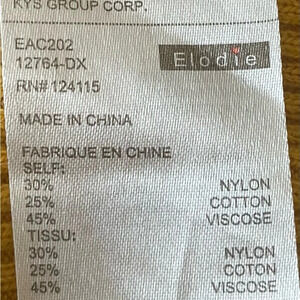 KYS GROUP CORP.
EAC202
12764-DX
Elodie
RN# 124115
MADE IN CHINA
FABRIQUE EN CHINE
SELF:
30% NYLON
25% COTTON
45% VISCOSE
TISSU:
30% NYLON
25% COTON
45% VISCOSE